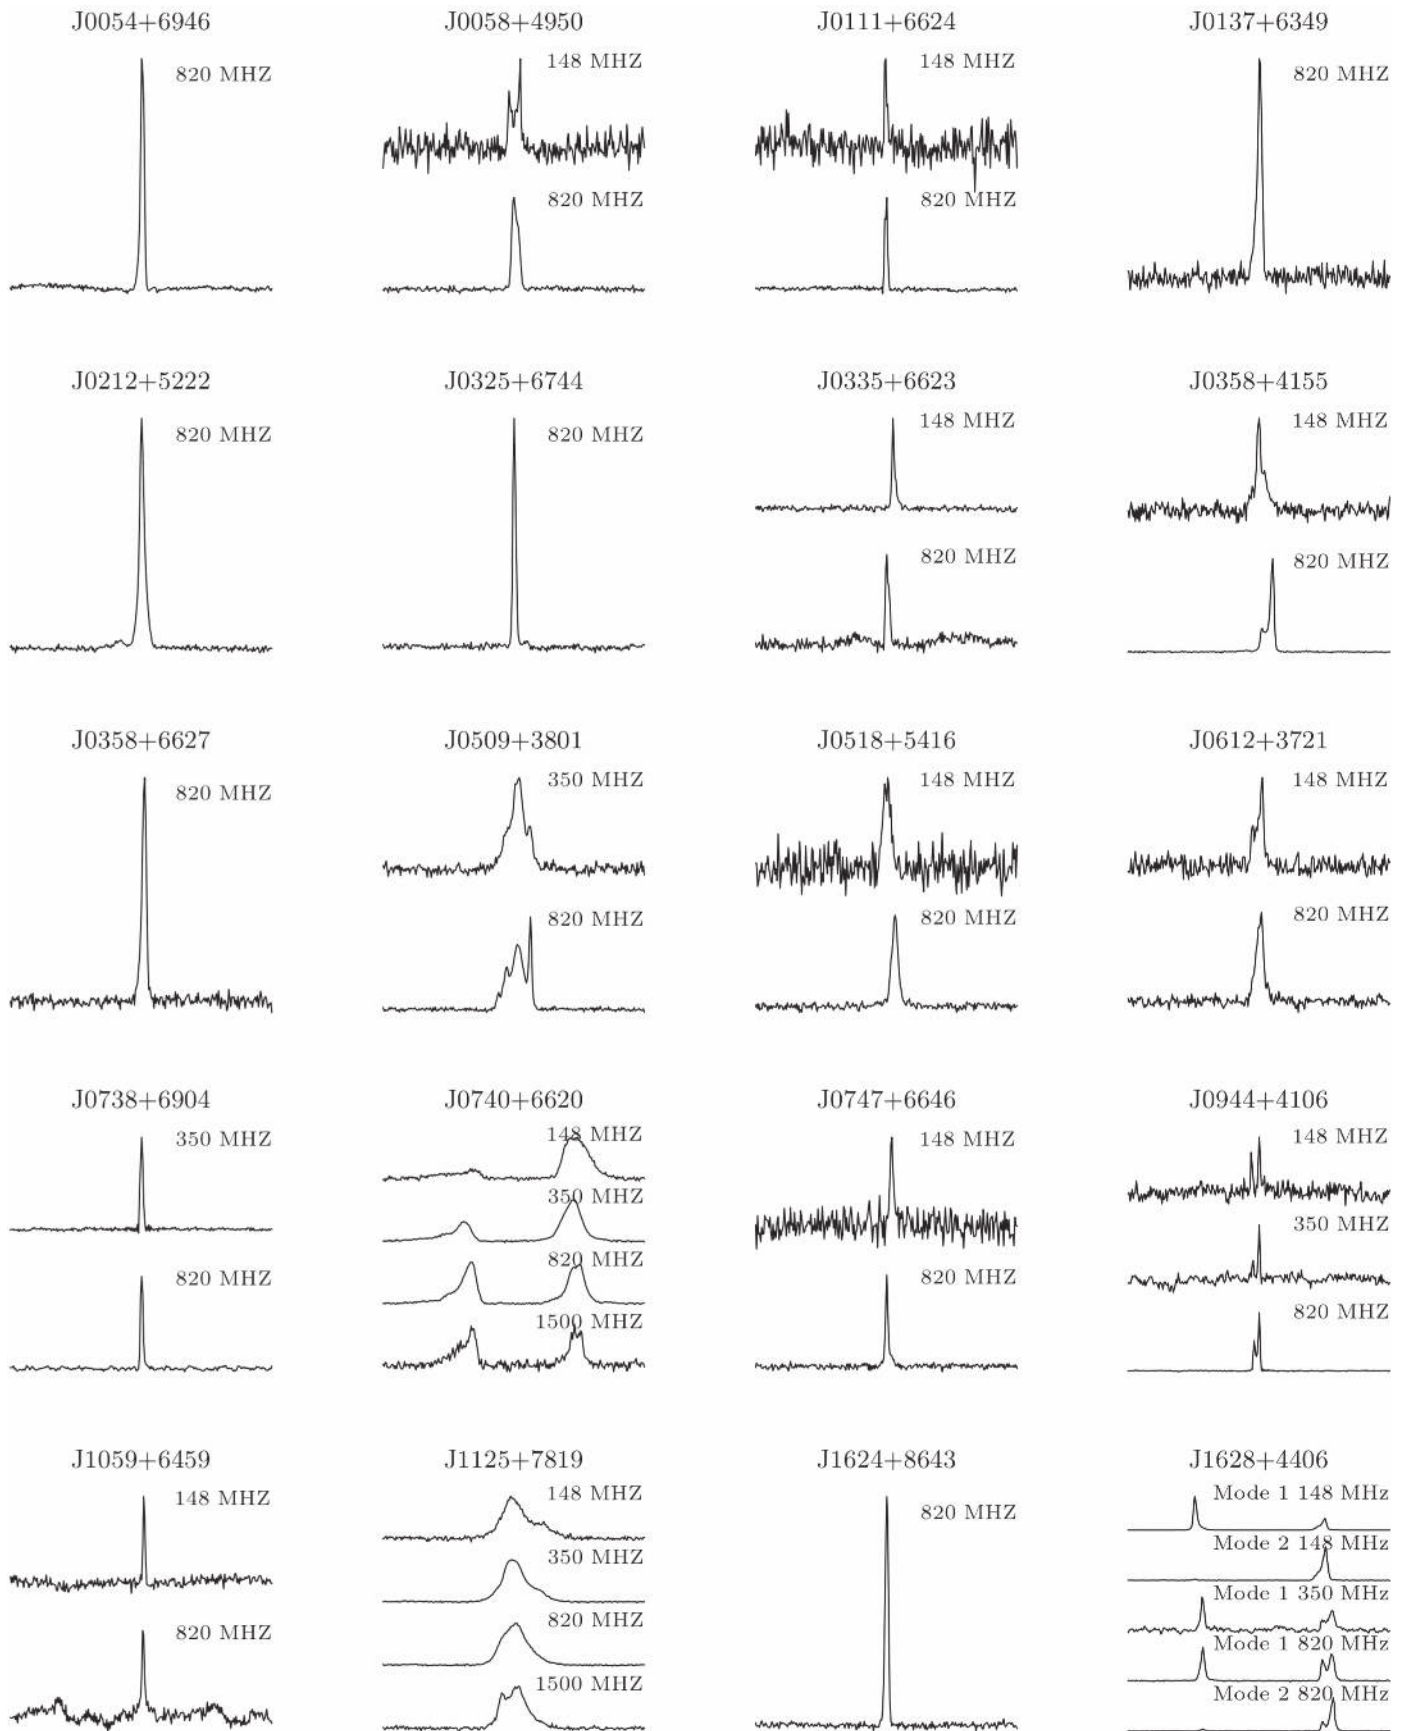 J0054+6946
J0058+4950
J0111+6624
J0137+6349
820 MHZ
148 MHZ
148 MHZ
820 MHZ
820 MHZ
820 MHZ
J0212+5222
J0325+6744
J0335+6623
J0358+4155
820 MHZ
820 MHZ
148 MHZ
148 MHZ
820 MHZ
820 MHZ
J0358+6627
J0509+3801
J0518+5416
J0612+3721
820 MHZ
350 MHZ
148 MHZ
148 MHZ
820 MHZ
820 MHZ
820 MHZ
J0738+6904
J0740+6620
J0747+6646
J0944+4106
350 MHZ
148 MHZ
148 MHZ
148 MHZ
350 MHZ
350 MHZ
820 MHZ
820 MHZ
820 MHZ
820 MHZ
1500 MHZ
J1059+6459
J1125+7819
J1624+8643
J1628+4406
148 MHZ
148 MHZ
820 MHZ
Mode 1 148 MHz
Mode 2 148 MHz
350 MHZ
Mode 1 350 MHz
820 MHZ
820 MHZ
Mode 1 820 MHz
1500 MHZ
Mode 2 820 MHz